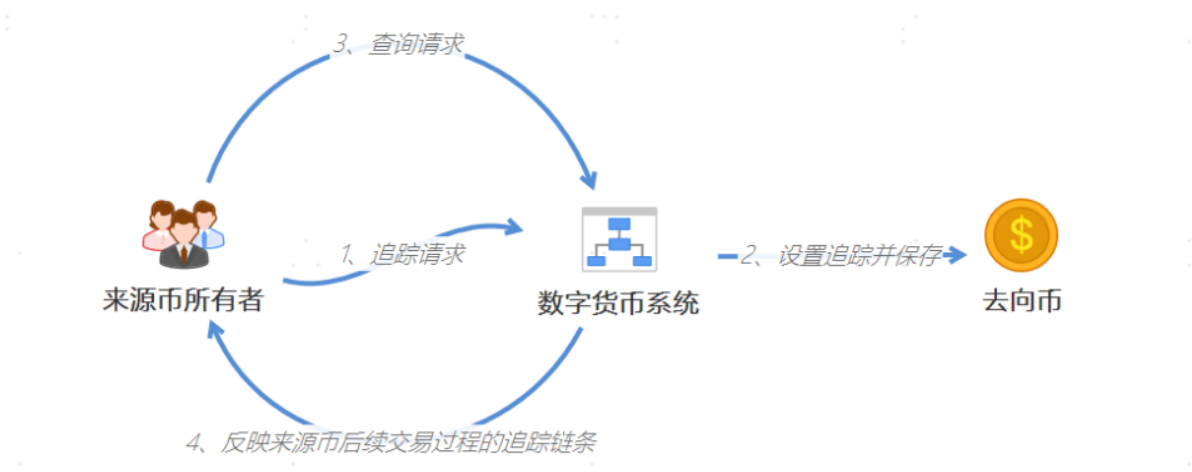 3、查询请求
1、追踪请求
2、设置追踪并保存
$
来源币所有者
数字货币系统
去向币
4、反映来源币后续交易过程的追踪链条